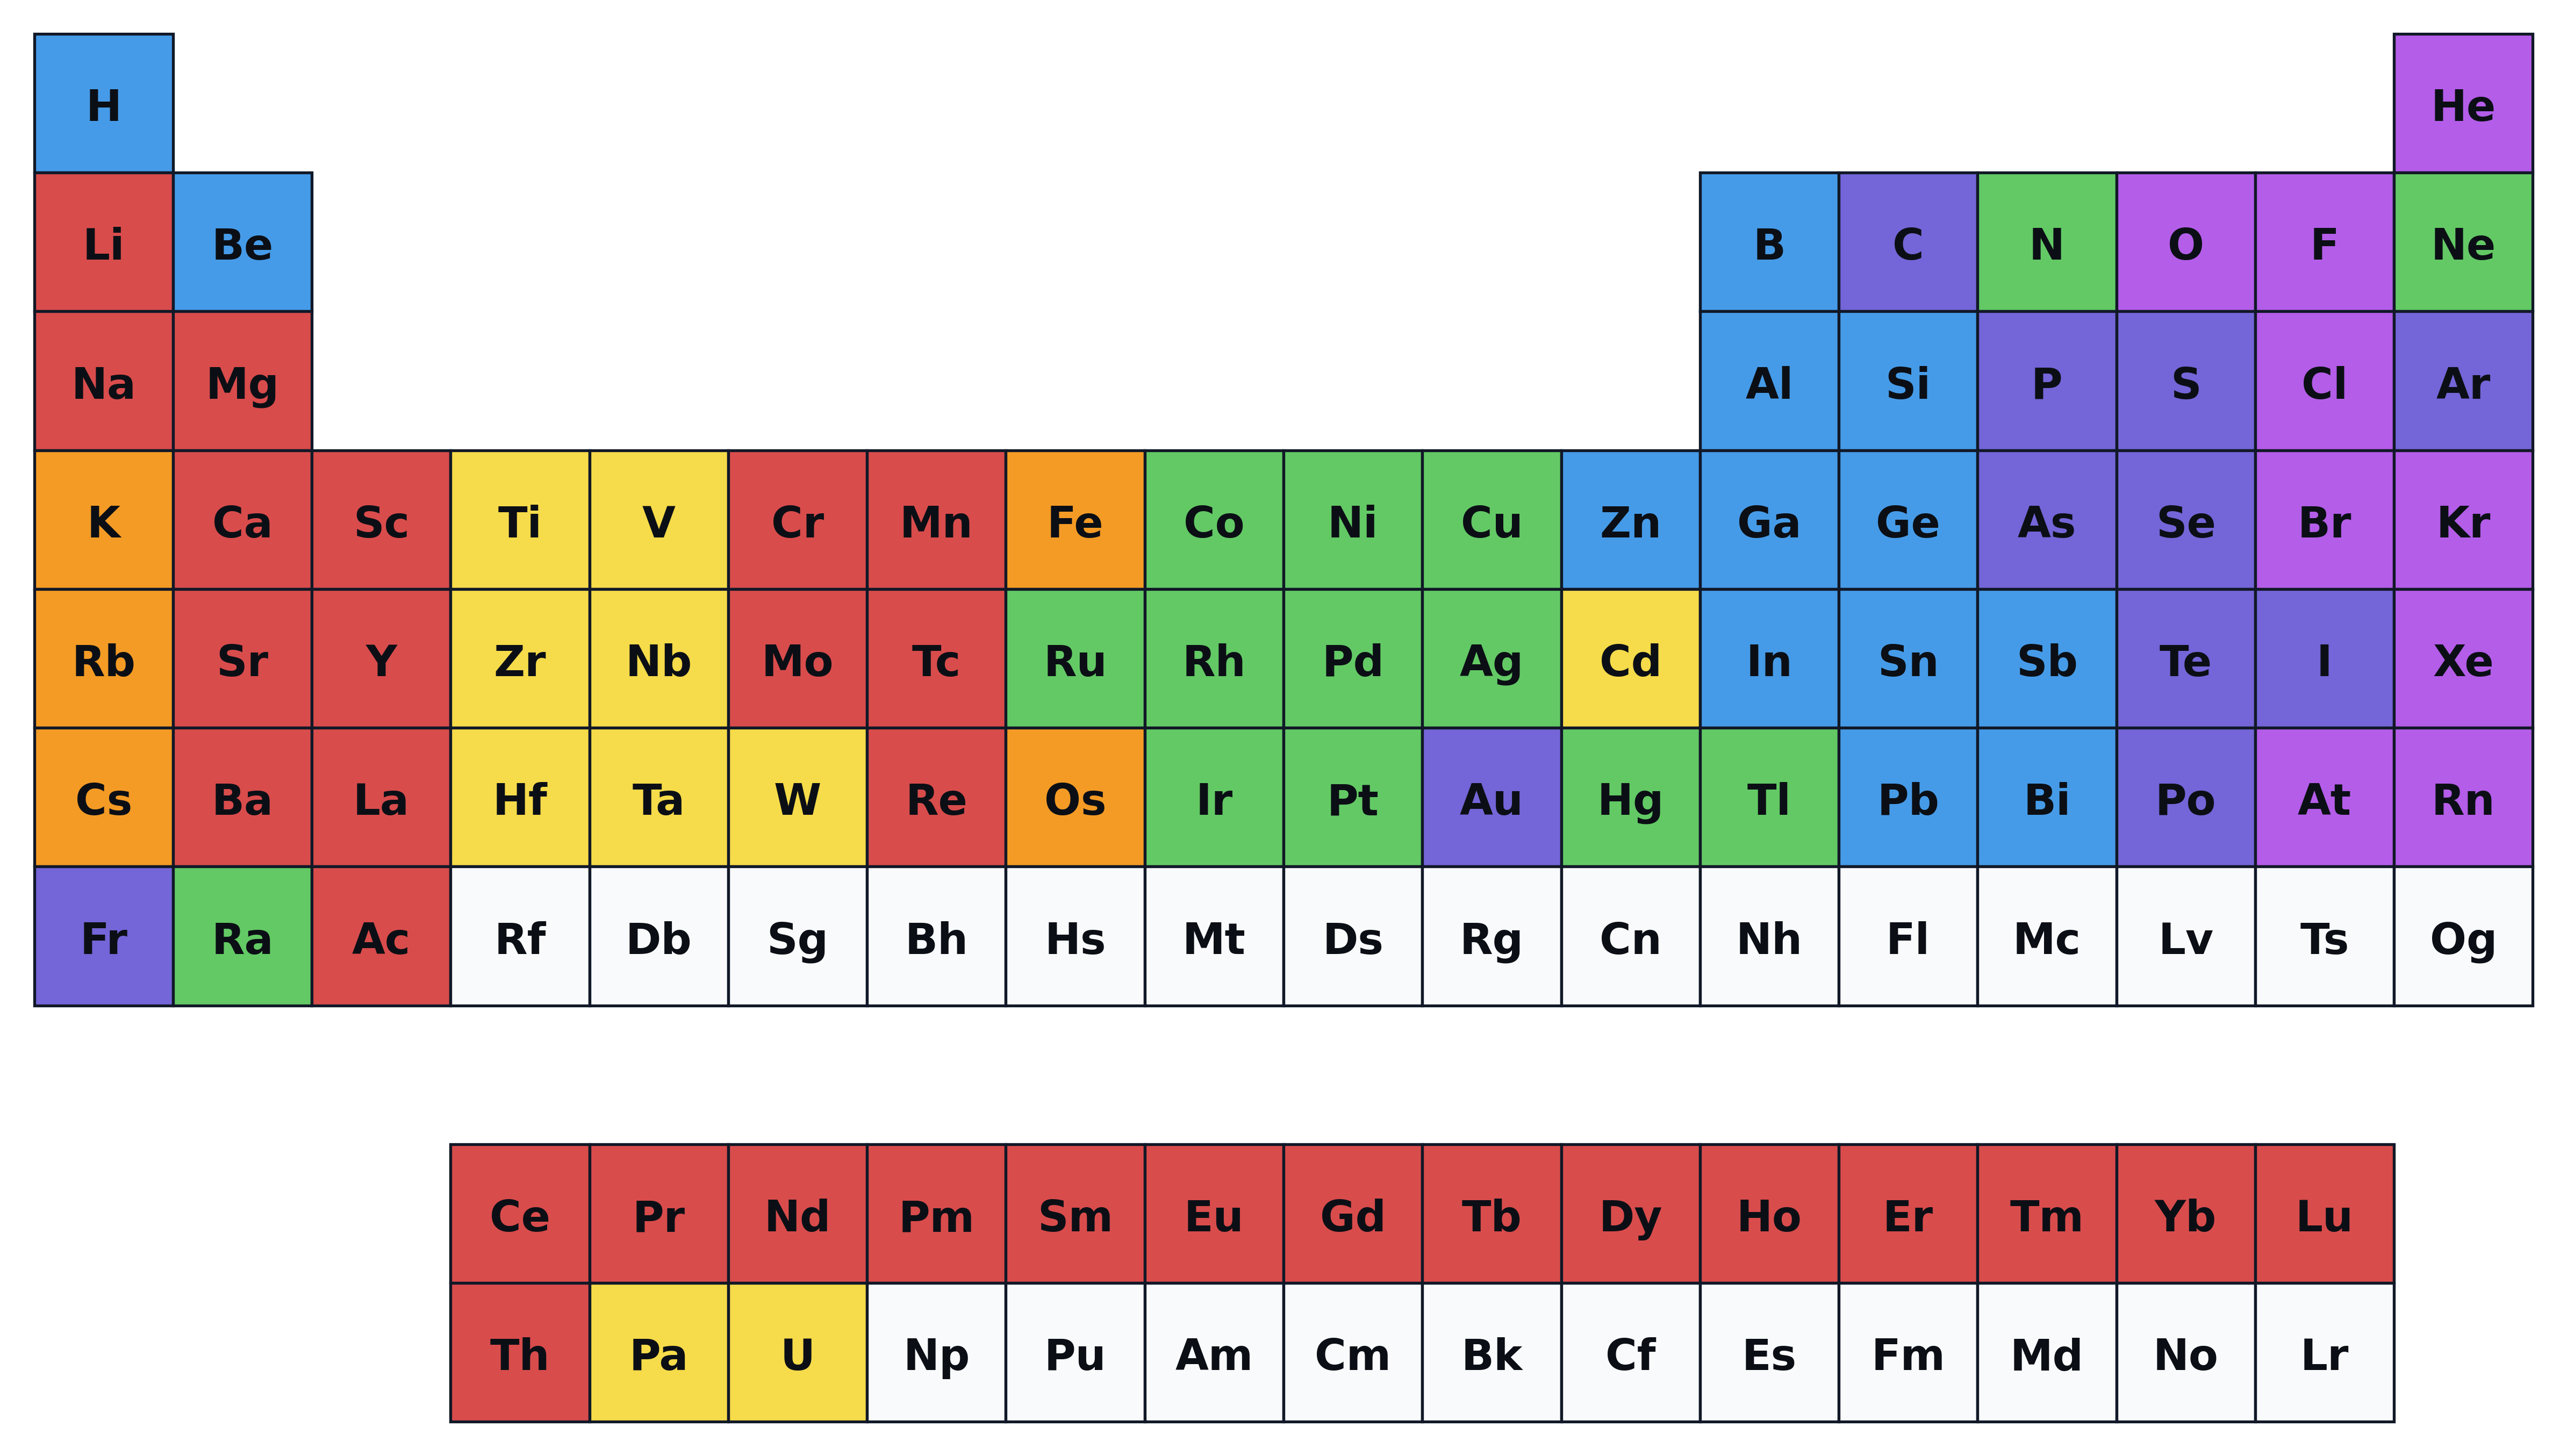 H He
Li Be B C N O F Ne
Na Mg Al Si P S Cl Ar
K Ca Sc Ti V Cr Mn Fe Co Ni Cu Zn Ga Ge As Se Br Kr
Rb Sr Y Zr Nb Mo Tc Ru Rh Pd Ag Cd In Sn Sb Te I Xe
Cs Ba La Hf Ta W Re Os Ir Pt Au Hg Tl Pb Bi Po At Rn
Fr Ra Ac Rf Db Sg Bh Hs Mt Ds Rg Cn Nh Fl Mc Lv Ts Og
Ce Pr Nd Pm Sm Eu Gd Tb Dy Ho Er Tm Yb Lu
Th Pa U Np Pu Am Cm Bk Cf Es Fm Md No Lr